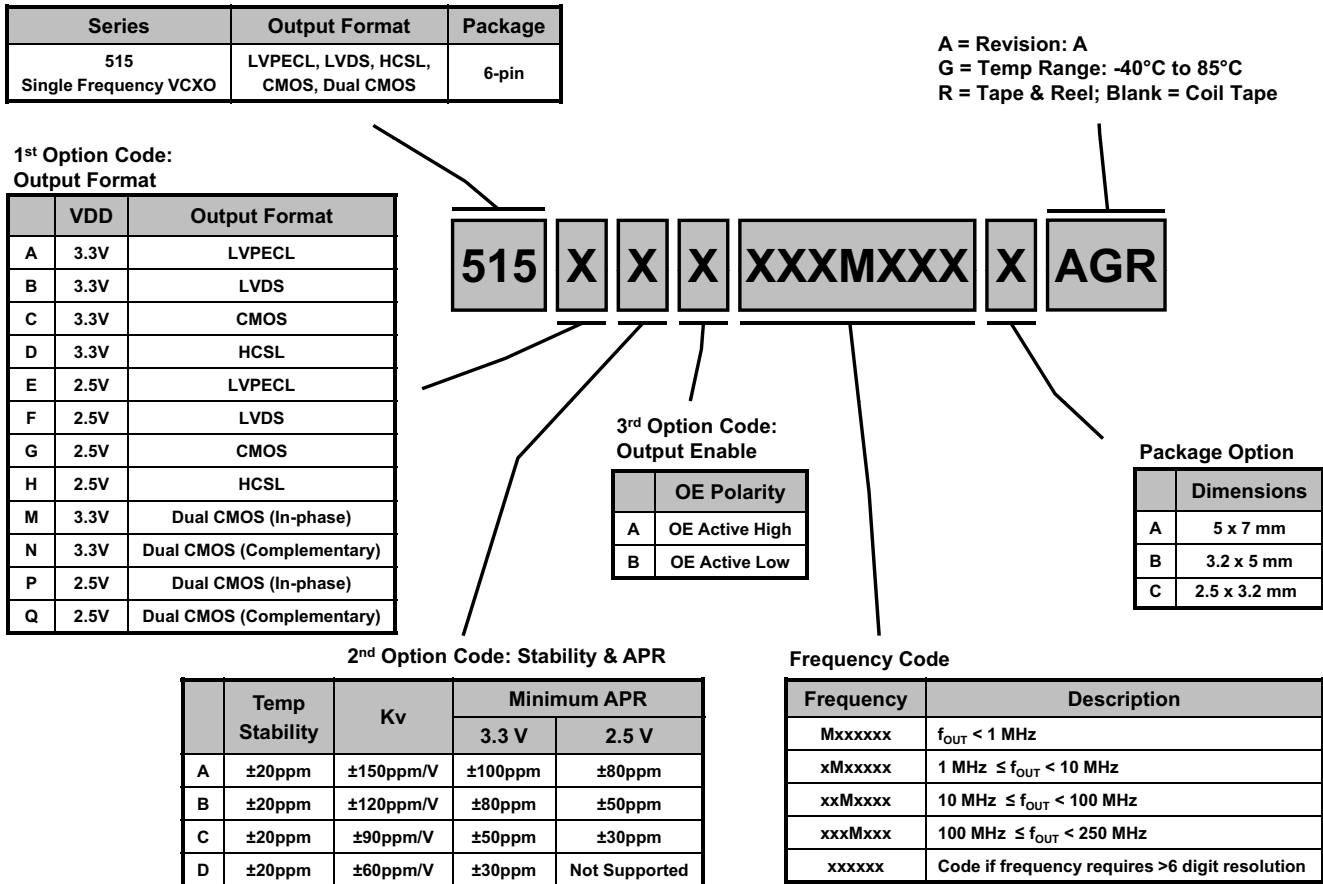 Series Output Format Package
515
Single Frequency VCXO
LVPECL, LVDS, HCSL,
CMOS, Dual CMOS
6-pin
A = Revision: A
G = Temp Range: -40°C to 85°C
R = Tape & Reel; Blank = Coil Tape
1st Option Code:
Output Format
VDD Output Format
A 3.3V LVPECL
B 3.3V LVDS
C 3.3V CMOS
D 3.3V HCSL
E 2.5V LVPECL
F 2.5V LVDS
G 2.5V CMOS
H 2.5V HCSL
M 3.3V Dual CMOS (In-phase)
N 3.3V Dual CMOS (Complementary)
P 2.5V Dual CMOS (In-phase)
Q 2.5V Dual CMOS (Complementary)
515 X X X XXXMXXX X AGR
3rd Option Code:
Output Enable
OE Polarity
A OE Active High
B OE Active Low
Package Option
Dimensions
A 5 x 7 mm
B 3.2 x 5 mm
C 2.5 x 3.2 mm
2nd Option Code: Stability & APR
Temp
Stability
Kv
Minimum APR
3.3 V 2.5 V
A ±20ppm ±150ppm/V ±100ppm ±80ppm
B ±20ppm ±120ppm/V ±80ppm ±50ppm
C ±20ppm ±90ppm/V ±50ppm ±30ppm
D ±20ppm ±60ppm/V ±30ppm Not Supported
Frequency Code
Frequency Description
Mxxxxxx fOUT < 1 MHz
xMxxxxx 1 MHz ≤ fOUT < 10 MHz
xxMxxxx 10 MHz ≤ fOUT < 100 MHz
xxxMxxx 100 MHz ≤ fOUT < 250 MHz
xxxxxx Code if frequency requires >6 digit resolution